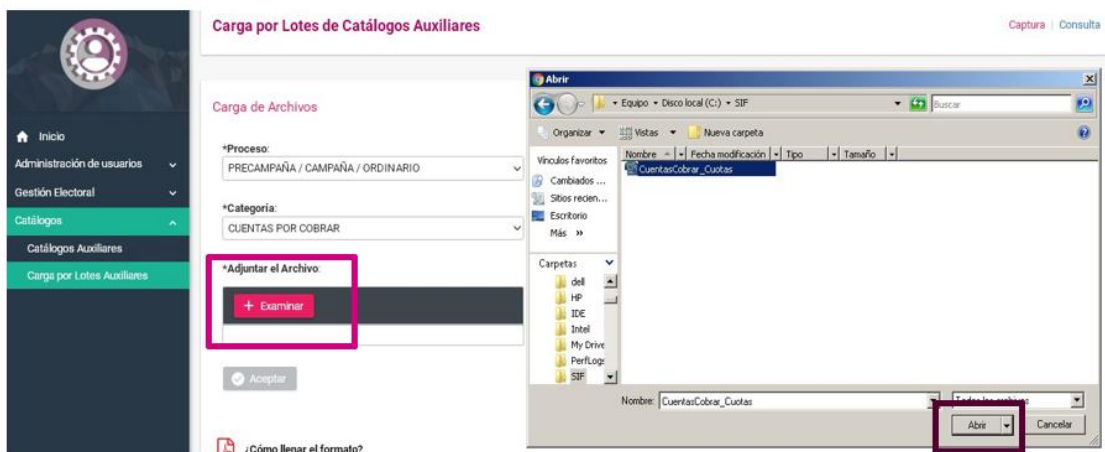 Carga por Lotes de Catálogos Auxiliares
Captura | Consulta
Inicio
Administración de usuarios
Gestión Electoral
Catálogos
Catálogos Auxiliares
Carga por Lotes Auxiliares
Carga de Archivos
*Proceso:
PRECAMPAÑA / CAMPAÑA / ORDINARIO
*Categoría:
CUENTAS POR COBRAR
*Adjuntar el Archivo:
+ Examinar
Aceptar
¿Cómo llenar el formato?
Abrir
Equipo Disco local (C:) SIF
Buscar
Organizar Vistas Nueva carpeta
Vínculos favoritos
Cambiados ...
Sitios recien...
Escritorio
Más »
Carpetas
dell
HP
IDE
Intel
My Drive
PerfLogs
SIF
Nombre Fecha modificación Tipo Tamaño
CuentasCobrar_Cuotas
Nombre: CuentasCobrar_Cuotas
Todos los archivos
Abrir Cancelar